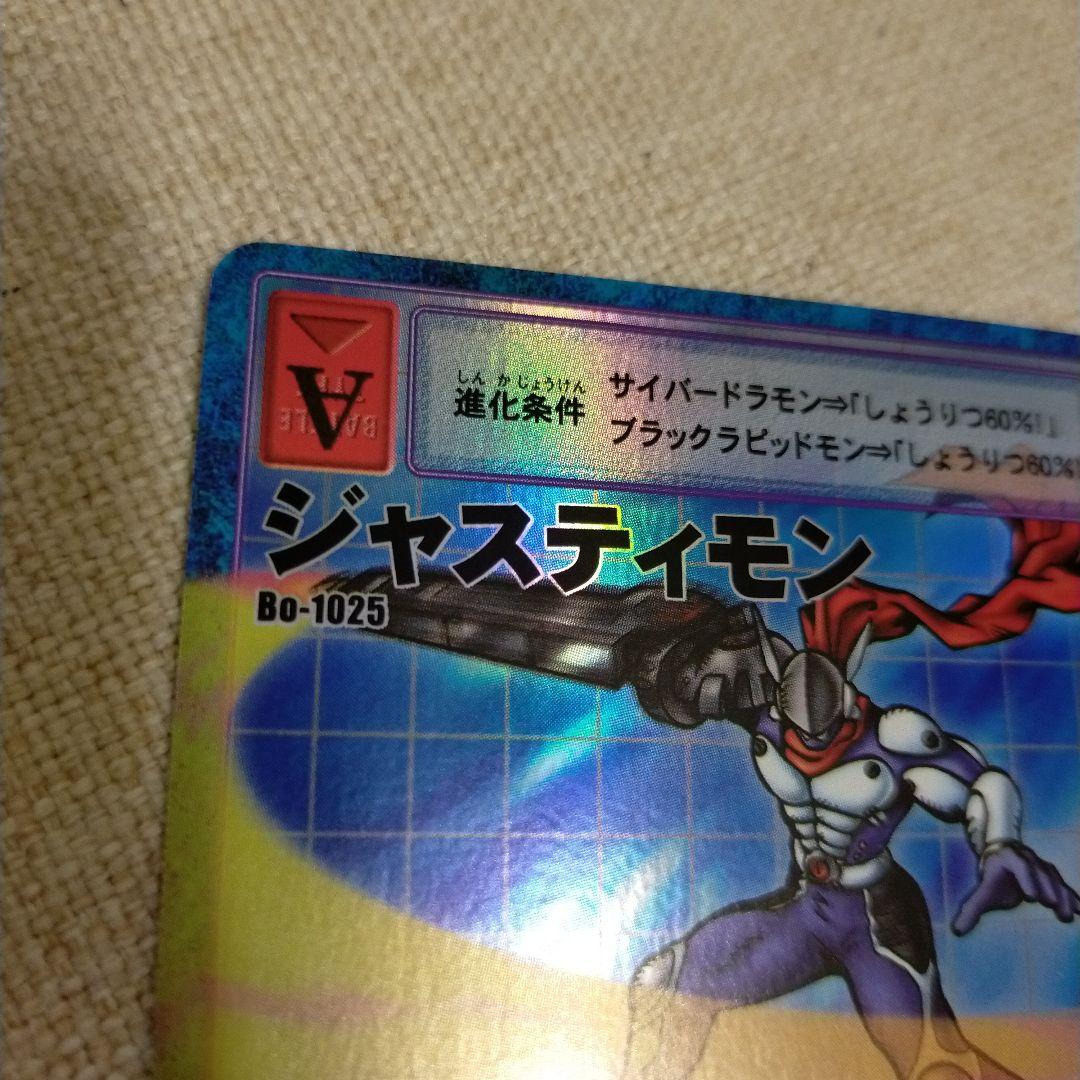 A
BATTLE
しんかじょうけん
進化条件
サイバードラモン⇒「しょうりつ60%!」
ブラックラピッドモン⇒「しょうりつ60%!
ジャスティモン
Bo-1025